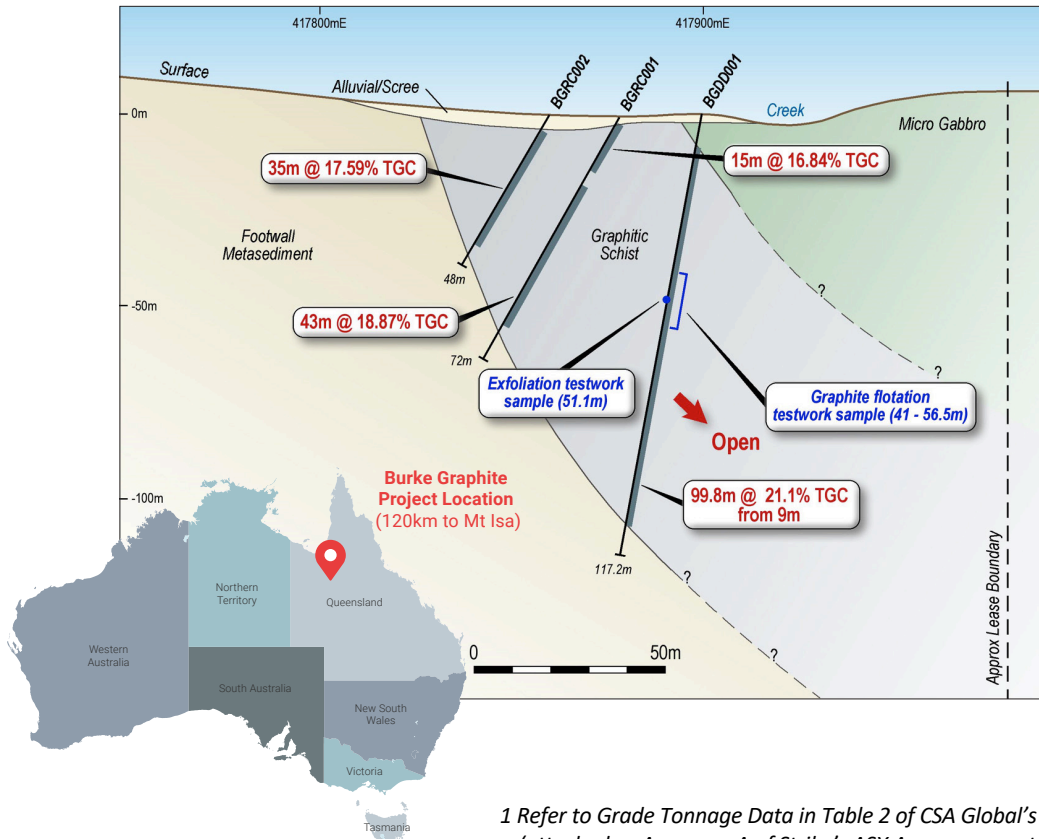 417800mE
417900mE
Surface
Alluvial/Scree
BGRC002
BGRC001
BGDD001
Creek
Micro Gabbro
0m
35m @ 17.59% TGC
15m @ 16.84% TGC
Footwall
Metasediment
Graphitic
Schist
48m
-50m
?
43m @ 18.87% TGC
72m
?
Exfoliation testwork
sample (51.1m)
Graphite flotation
testwork sample (41 - 56.5m)
Open
Burke Graphite
Project Location
(120km to Mt Isa)
-100m
99.8m @ 21.1% TGC
from 9m
117.2m
?
Approx Lease Boundary
Northern
Territory
Queensland
Western
Australia
0
50m
?
South Australia
New South
Wales
Victoria
Tasmania
1 Refer to Grade Tonnage Data in Table 2 of CSA Global's